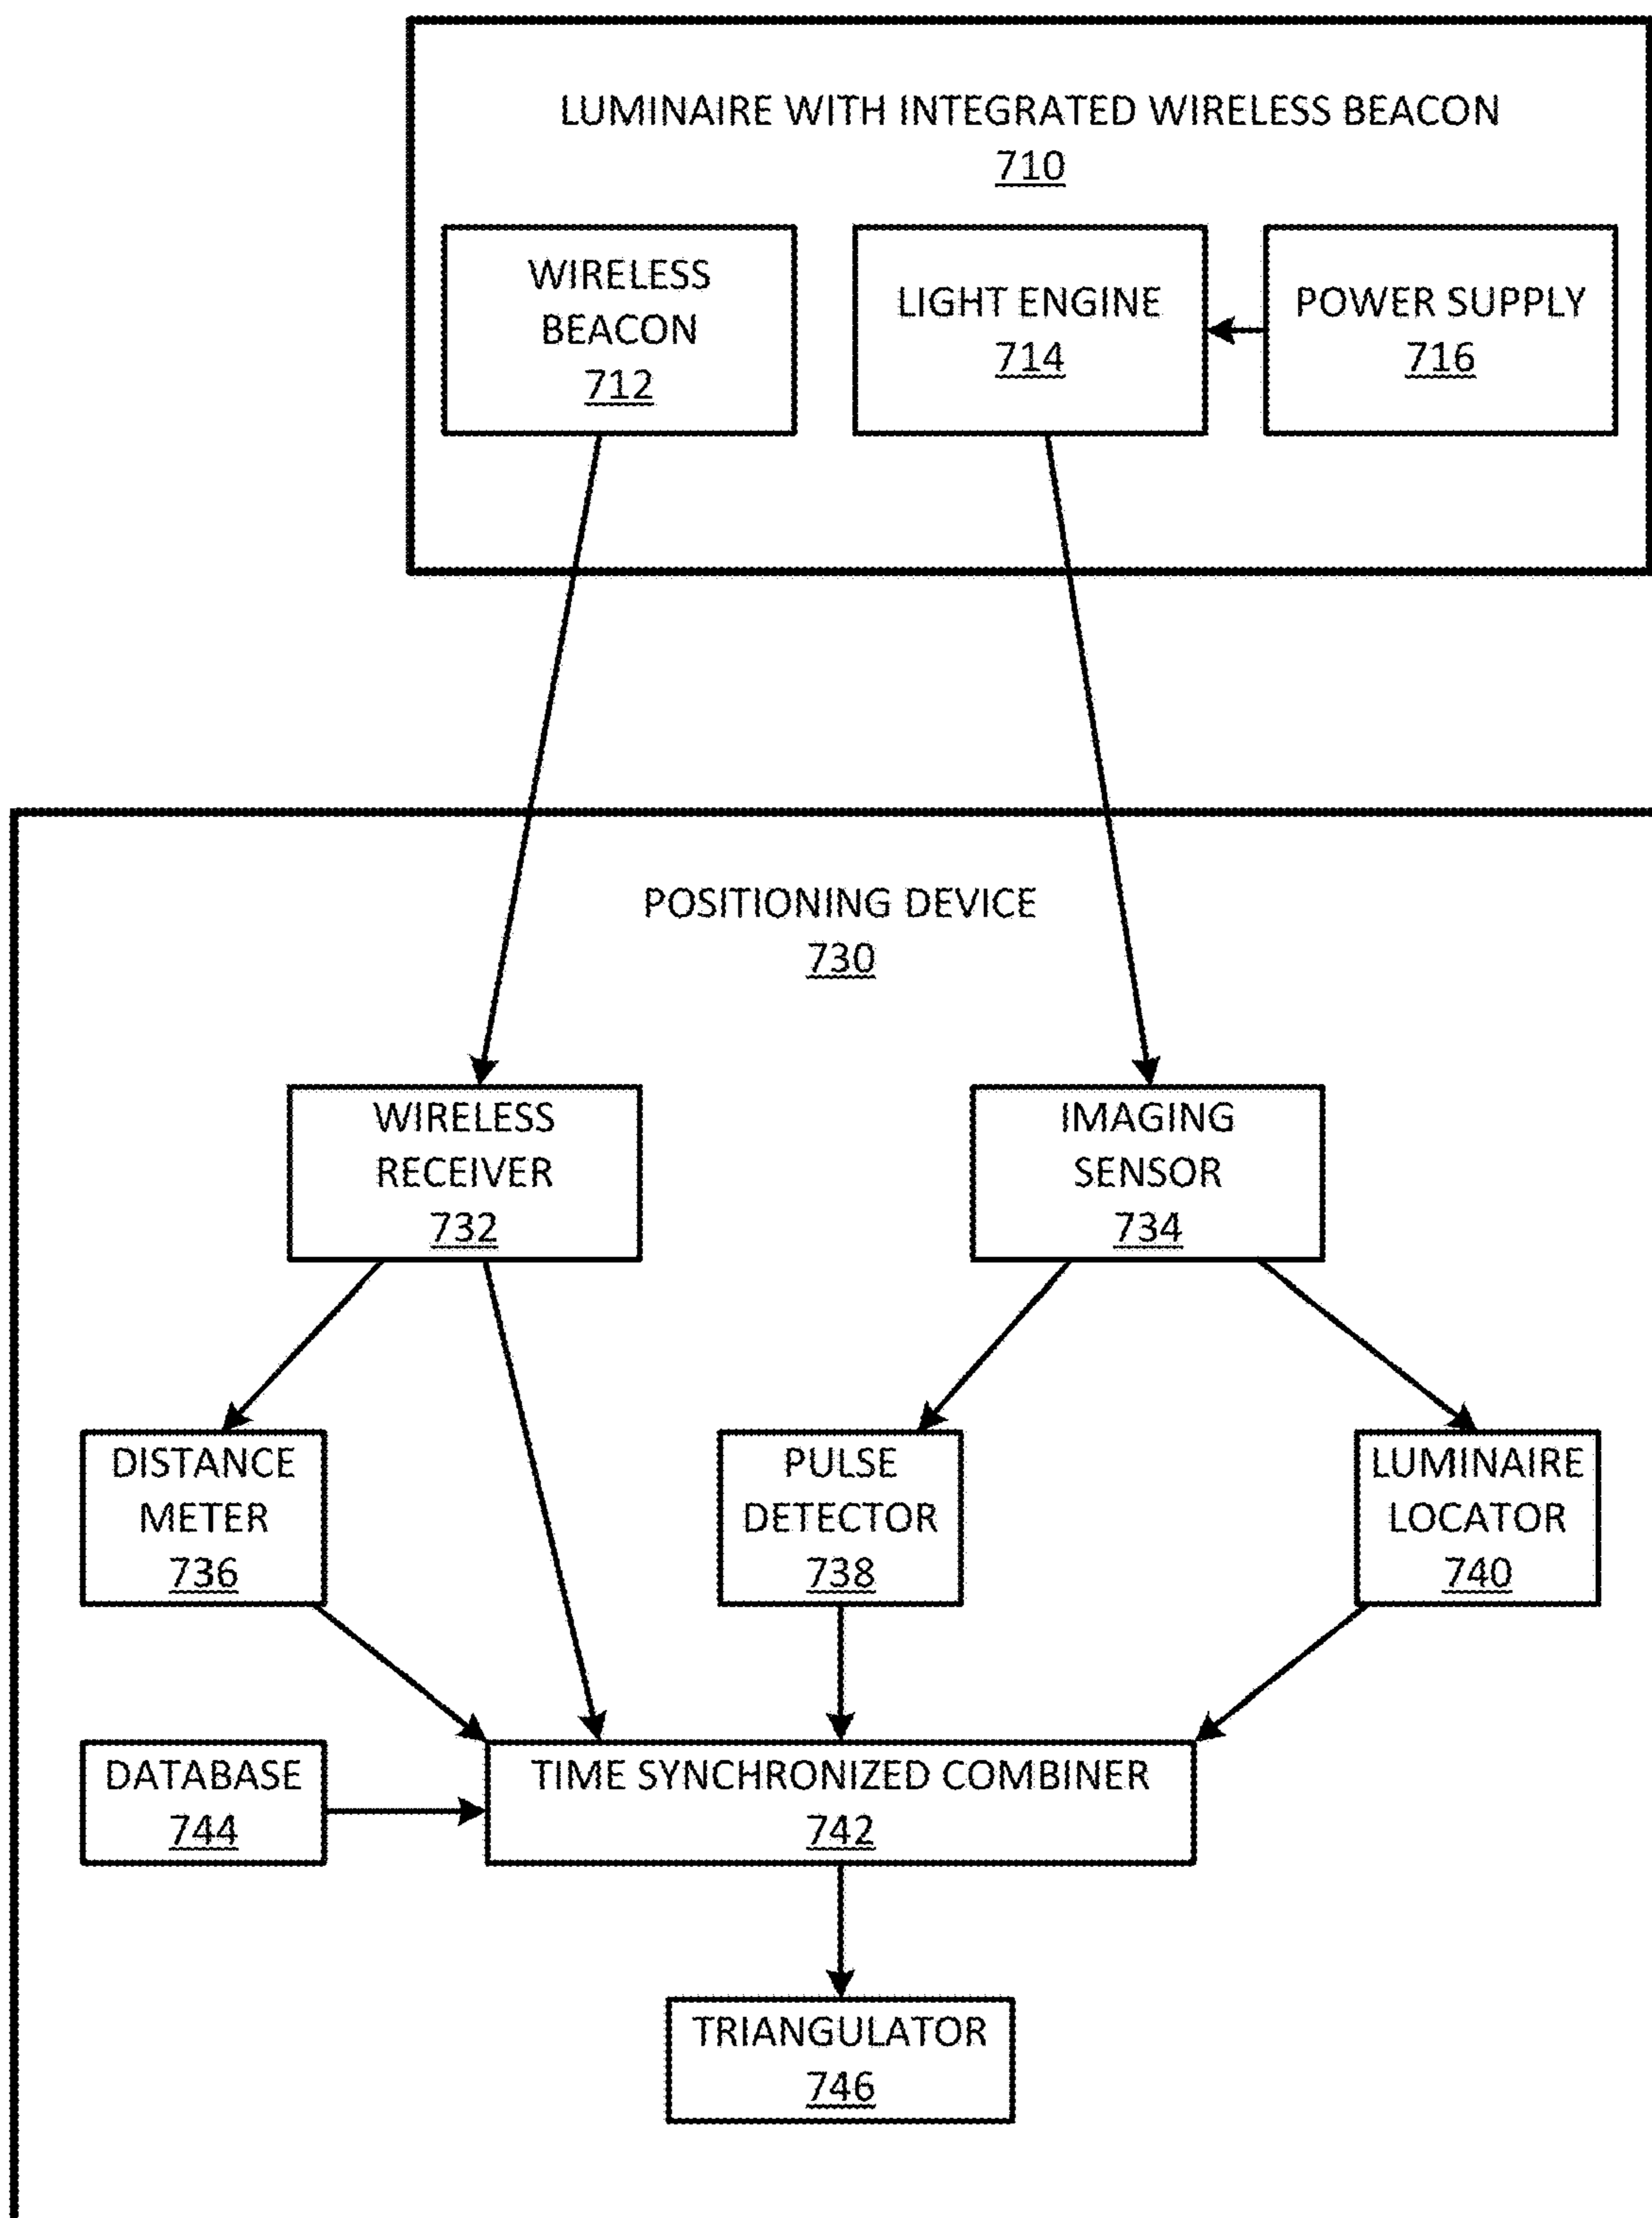 LUMINAIRE WITH INTEGRATED WIRELESS BEACON
710
WIRELESS
BEACON
712
LIGHT ENGINE
714
POWER SUPPLY
716
POSITIONING DEVICE
730
WIRELESS
RECEIVER
732
IMAGING
SENSOR
734
DISTANCE
METER
736
PULSE
DETECTOR
738
LUMINAIRE
LOCATOR
740
DATABASE
744
TIME SYNCHRONIZED COMBINER
742
TRIANGULATOR
746